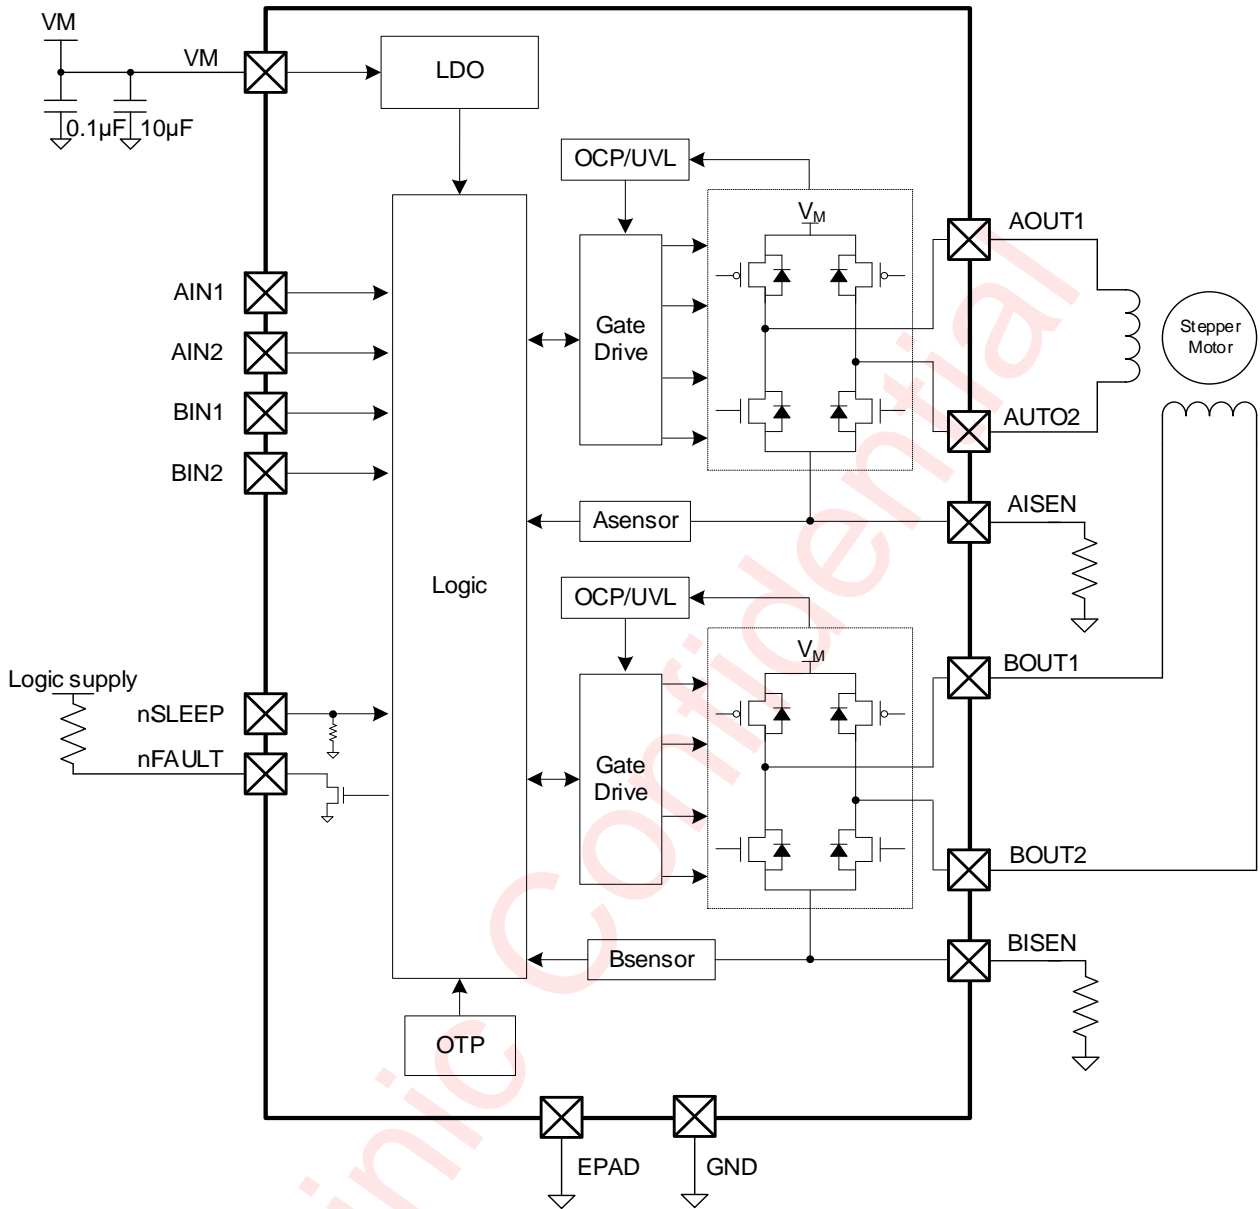 VM
VM
LDO
0.1µF
10µF
OCP/UVL
VM
AOUT1
AIN1
AIN2
BIN1
BIN2
Gate
Drive
Stepper
Motor
AUTO2
Asensor
AISEN
Logic
OCP/UVL
VM
BOUT1
Logic supply
nSLEEP
nFAULT
Gate
Drive
BOUT2
Bsensor
BISEN
OTP
EPAD
GND
inic Confidential